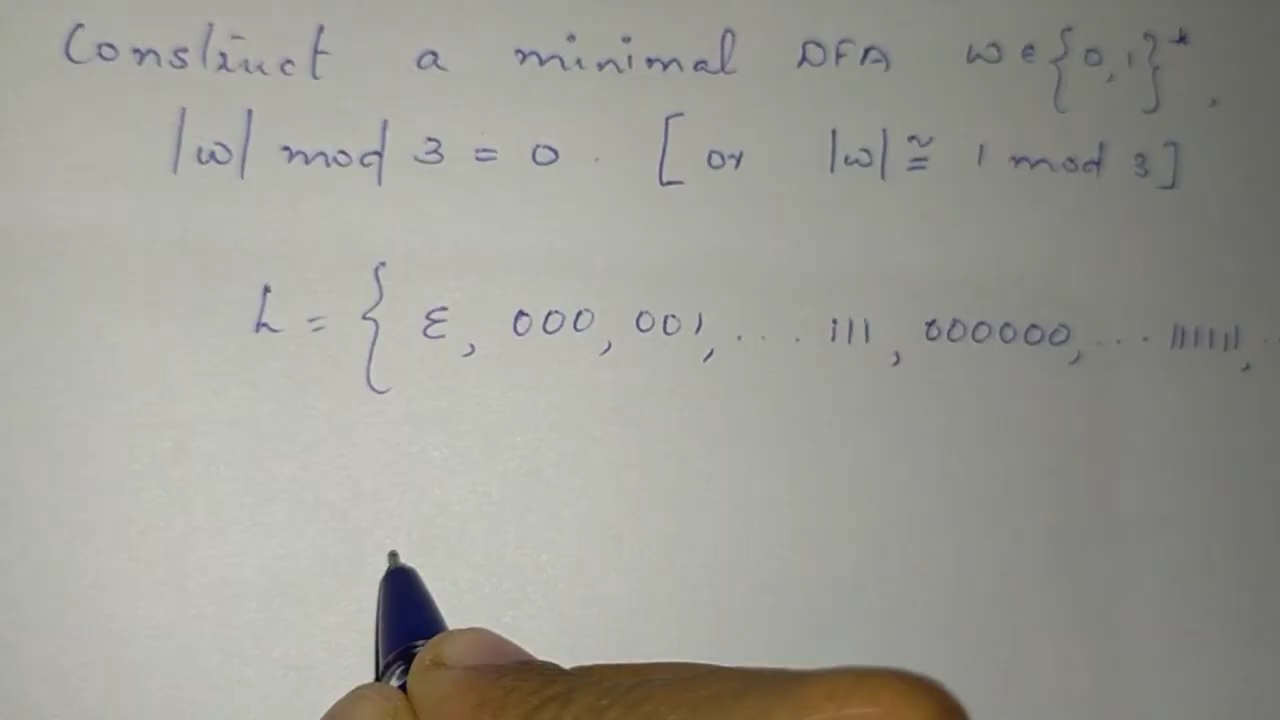 Construct a minimal DFA w ∈ {0,1}*,
|w| mod 3 = 0. [or |w| ≅ 1 mod 3]
L = { ε, 000, 001, ... 111, 000000, ... 111111,